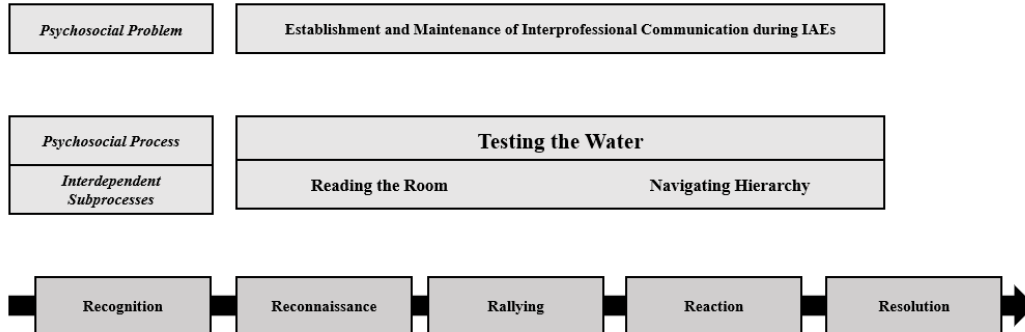 Psychosocial Problem
Establishment and Maintenance of Interprofessional Communication during IAEs
Psychosocial Process
Testing the Water
Interdependent
Subprocesses
Reading the Room
Navigating Hierarchy
Recognition
Reconnaissance
Rallying
Reaction
Resolution